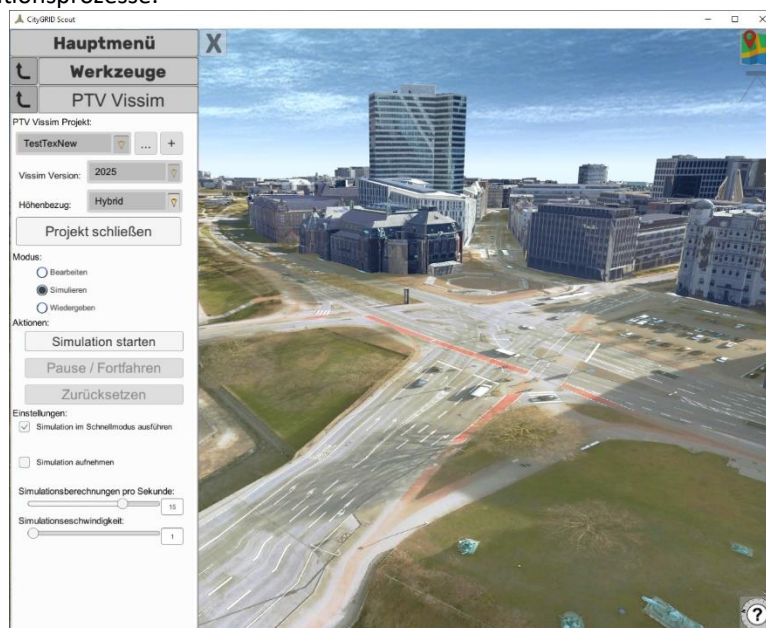 tionsprozesse.
CityGRID Scout
Hauptmenü
X
Werkzeuge
PTV Vissim
PTV Vissim Projekt:
TestTexNew
...
+
Vissim Version:
2025
Höhenbezug:
Hybrid
Projekt schließen
Modus:
Bearbeiten
Simulieren
Wiedergeben
Aktionen:
Simulation starten
Pause / Fortfahren
Zurücksetzen
Einstellungen:
Simulation im Schnellmodus ausführen
Simulation aufnehmen
Simulationsberechnungen pro Sekunde:
15
Simulationseschwindigkeit:
1
?